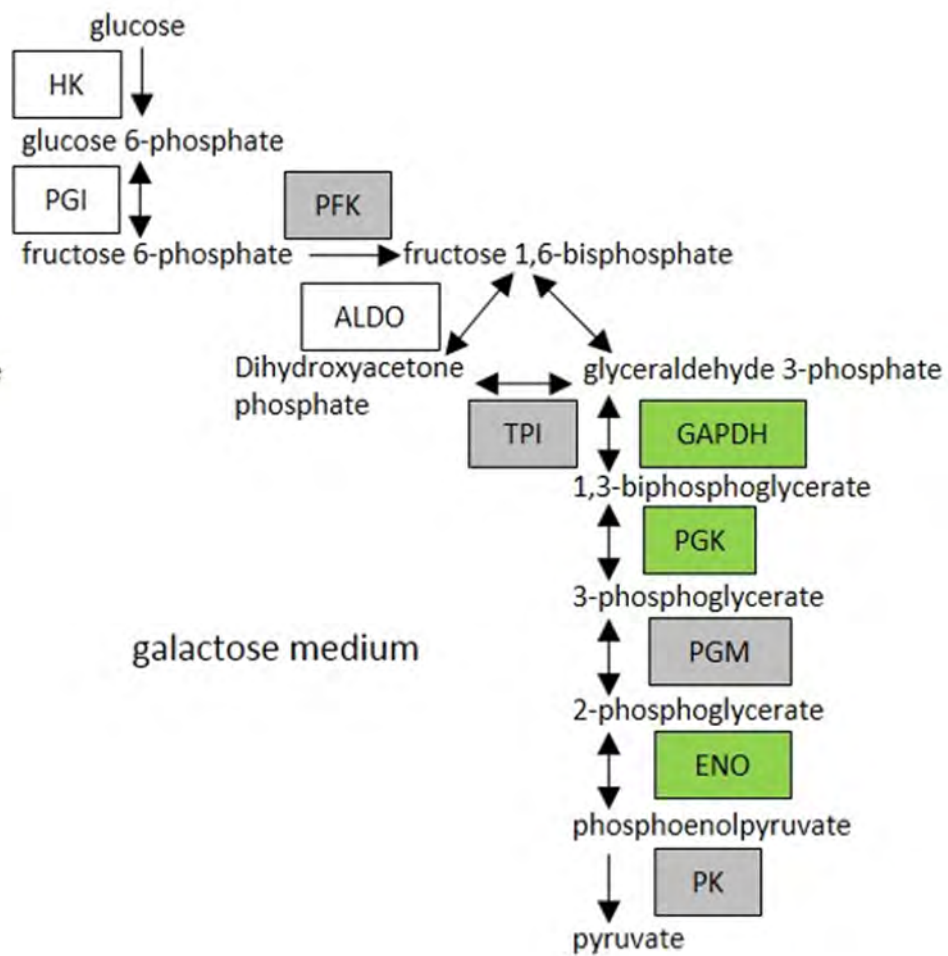 glucose
HK
glucose 6-phosphate
PGI
PFK
fructose 6-phosphate
fructose 1,6-bisphosphate
ALDO
Dihydroxyacetone
phosphate
glyceraldehyde 3-phosphate
TPI
GAPDH
1,3-biphosphoglycerate
PGK
3-phosphoglycerate
galactose medium
PGM
2-phosphoglycerate
ENO
phosphoenolpyruvate
PK
pyruvate